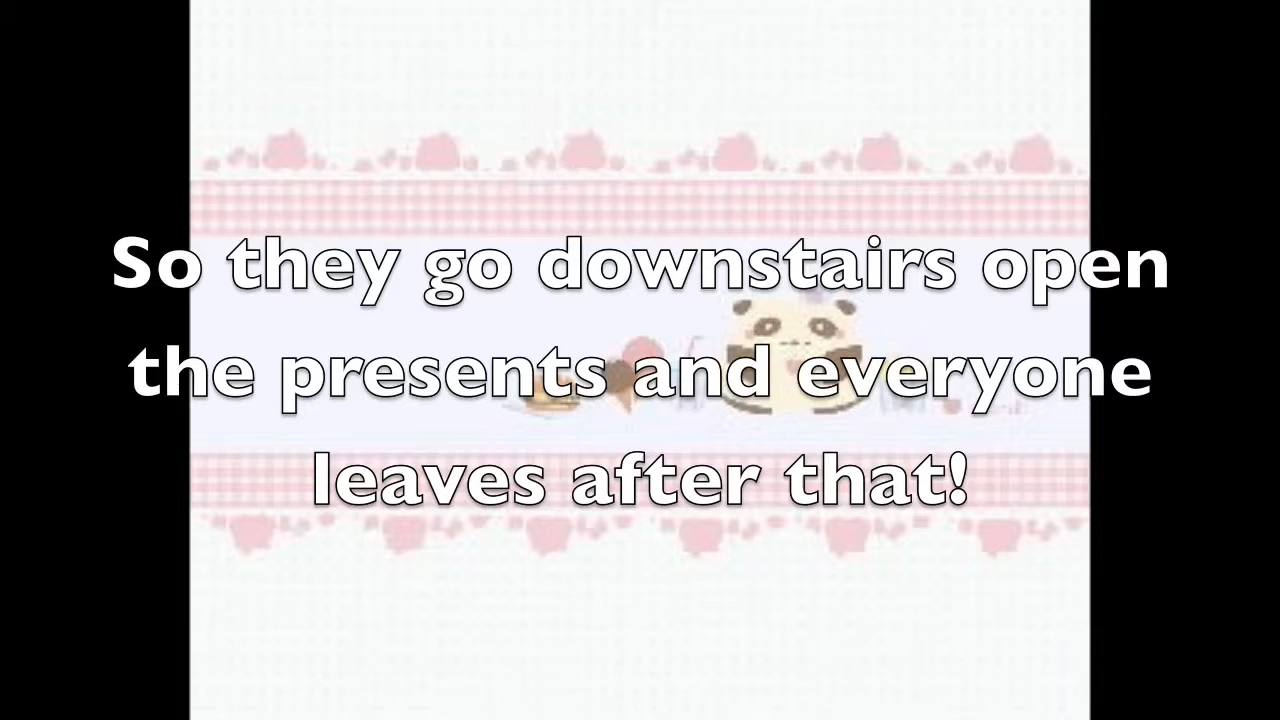 So they go downstairs open
the presents and everyone
leaves after that!